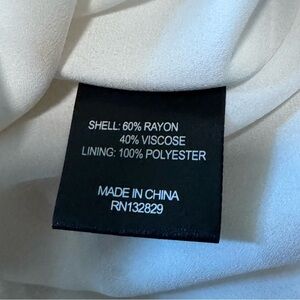 SHELL: 60% RAYON
40% VISCOSE
LINING: 100% POLYESTER
MADE IN CHINA
RN132829